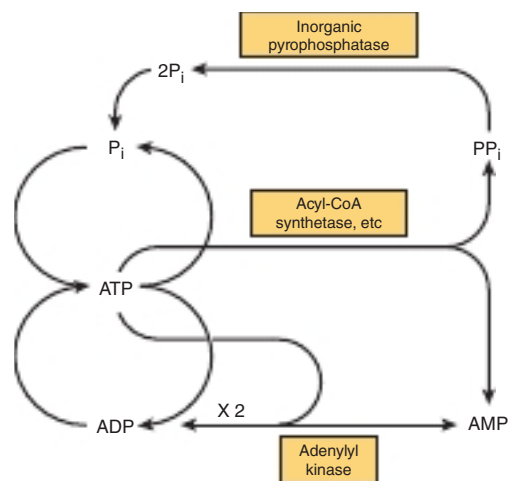 Inorganic
pyrophosphatase
2Pi
Pi
PPi
Acyl-CoA
synthetase, etc
ATP
X 2
ADP
AMP
Adenylyl
kinase